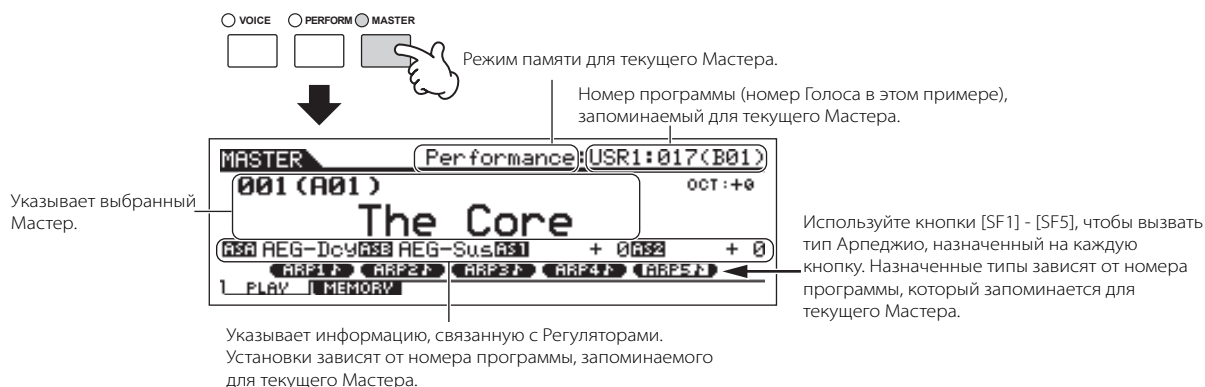 VOICE PERFORM MASTER
Режим памяти для текущего Мастера.
Номер программы (номер Голоса в этом примере),
запоминаемый для текущего Мастера.
MASTER Performance:USR1:017(B01)
001(A01) OCT:+0
The Core
ASA AEG-Dcy ASB AEG-Sus AS1 + 0 AS2 + 0
ARP1♪ ARP2♪ ARP3♪ ARP4♪ ARP5♪
PLAY MEMORY
Указывает выбранный
Мастер.
Используйте кнопки [SF1] - [SF5], чтобы вызвать
тип Арпеджио, назначенный на каждую
кнопку. Назначенные типы зависят от номера
программы, который запоминается для
текущего Мастера.
Указывает информацию, связанную с Регуляторами.
Установки зависят от номера программы, запоминаемого
для текущего Мастера.